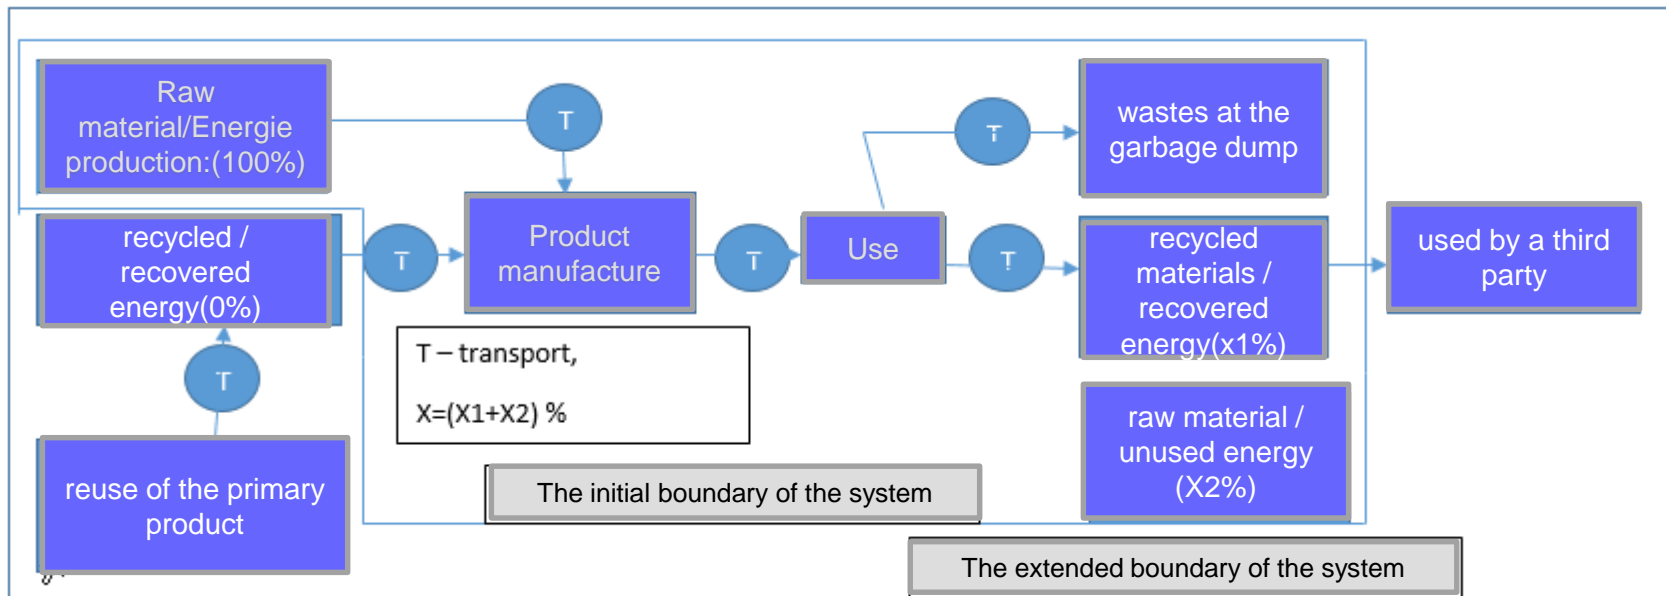 Raw
material/Energie
production:(100%)
T
T
wastes at the
garbage dump
recycled /
recovered
energy(0%)
T
Product
manufacture
T
Use
T
recycled
materials /
recovered
energy(x1%)
used by a third
party
T
T – transport,
X=(X1+X2) %
reuse of the primary
product
raw material /
unused energy
(X2%)
The initial boundary of the system
The extended boundary of the system